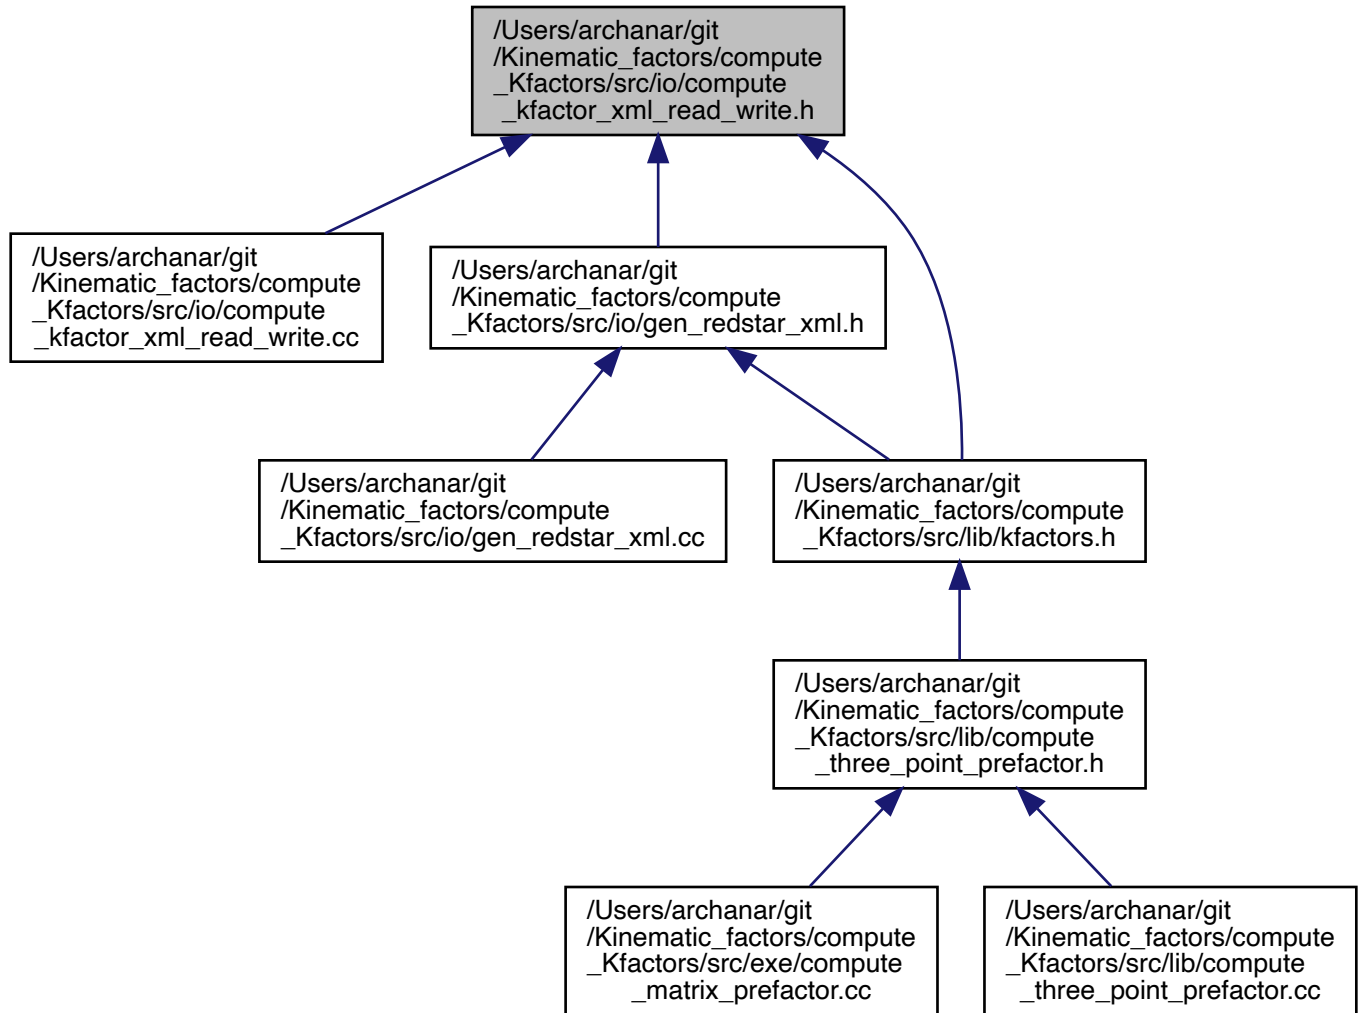 /Users/archanar/git
/Kinematic_factors/compute
_Kfactors/src/io/compute
_kfactor_xml_read_write.h
/Users/archanar/git
/Kinematic_factors/compute
_Kfactors/src/io/compute
_kfactor_xml_read_write.cc
/Users/archanar/git
/Kinematic_factors/compute
_Kfactors/src/io/gen_redstar_xml.h
/Users/archanar/git
/Kinematic_factors/compute
_Kfactors/src/io/gen_redstar_xml.cc
/Users/archanar/git
/Kinematic_factors/compute
_Kfactors/src/lib/kfactors.h
/Users/archanar/git
/Kinematic_factors/compute
_Kfactors/src/lib/compute
_three_point_prefactor.h
/Users/archanar/git
/Kinematic_factors/compute
_Kfactors/src/exe/compute
_matrix_prefactor.cc
/Users/archanar/git
/Kinematic_factors/compute
_Kfactors/src/lib/compute
_three_point_prefactor.cc